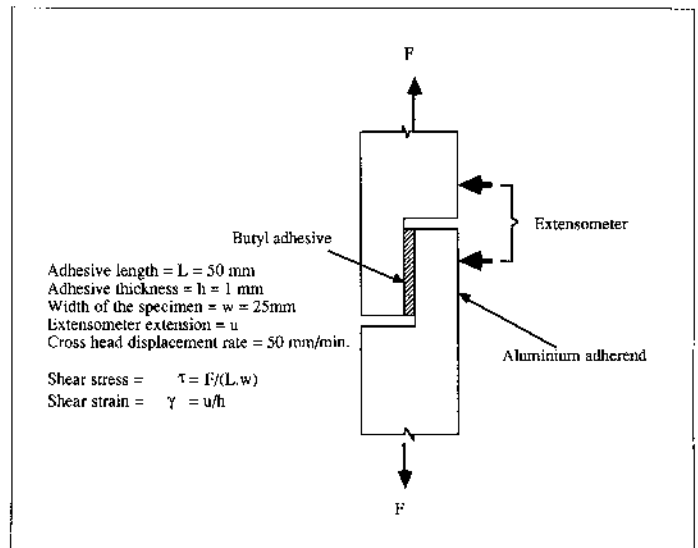 F
Butyl adhesive
Extensometer
Adhesive length = L = 50 mm
Adhesive thickness = h = 1 mm
Width of the specimen = w = 25mm
Extensometer extension = u
Cross head displacement rate = 50 mm/min.
Aluminium adherend
Shear stress = τ = F/(L.w)
Shear strain = γ = u/h
F